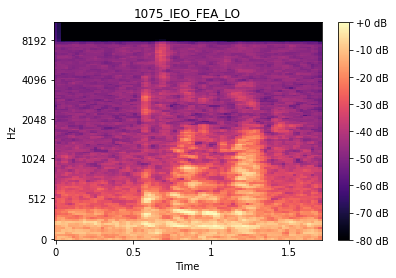 1075_IEO_FEA_LO
8192
4096
2048
1024
512
0
Hz
0
0.5
1
1.5
Time
+0 dB
-10 dB
-20 dB
-30 dB
-40 dB
-50 dB
-60 dB
-70 dB
-80 dB